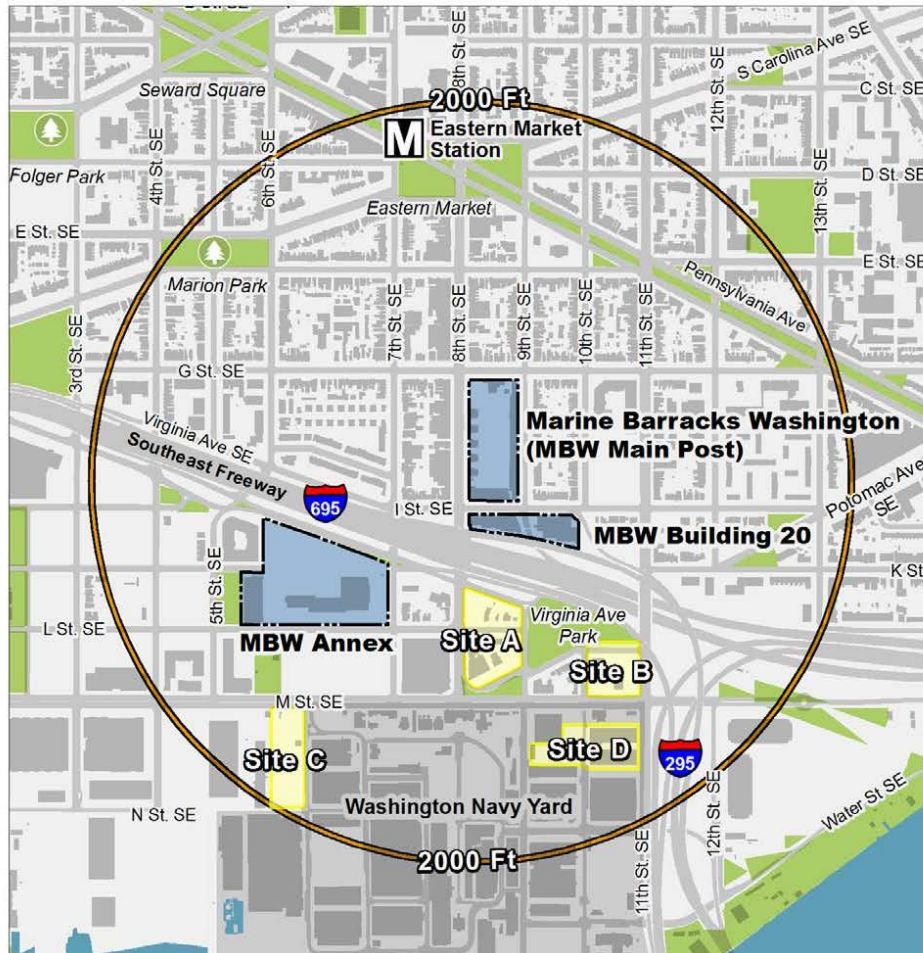 D St. SE
8th St. SE
S Carolina Ave SE
12th St. SE
Seward Square
C St. SE
2000 Ft
M
Eastern Market
Station
Folger Park
4th St. SE
6th St. SE
D St. SE
13th St. SE
Eastern Market
E St. SE
E St. SE
Marion Park
Pennsylvania Ave
3rd St. SE
7th St. SE
8th St. SE
9th St. SE
10th St. SE
11th St. SE
G St. SE
Virginia Ave SE
Southeast Freeway
Marine Barracks Washington
(MBW Main Post)
695
I St. SE
Potomac Ave
SE
MBW Building 20
K St
5th St. SE
Virginia Ave
Park
L St. SE
MBW Annex
Site A
Site B
M St. SE
Site C
Site D
295
Washington Navy Yard
N St. SE
Water St SE
2000 Ft
11th St. SE
12th St. SE